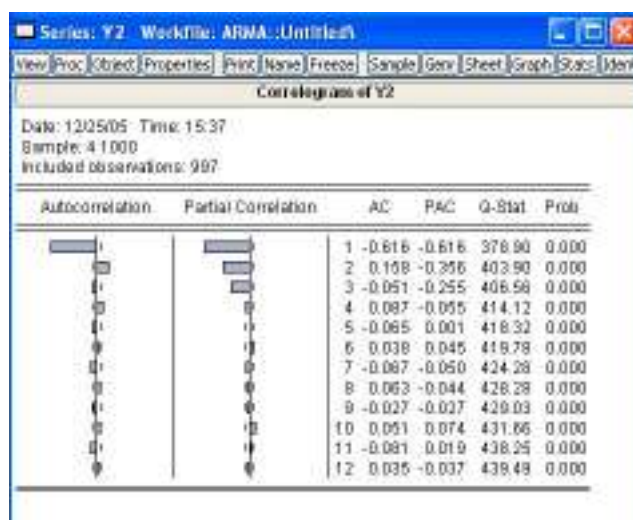 Series: Y2 Workfile: ARMA::Untitled\
View Proc Object Properties Print Name Freeze Sample Genr Sheet Graph Stats Ident
Correlogram of Y2
Date: 12/25/05 Time: 15:37
Sample: 4 1000
Included observations: 997
Autocorrelation Partial Correlation AC PAC Q-Stat Prob
1 -0.616 -0.616 378.90 0.000
2 0.158 -0.356 403.90 0.000
3 -0.051 -0.255 406.56 0.000
4 0.087 -0.055 414.12 0.000
5 -0.065 0.001 418.32 0.000
6 0.038 0.045 419.78 0.000
7 -0.067 -0.050 424.28 0.000
8 0.063 -0.044 428.28 0.000
9 -0.027 -0.027 429.03 0.000
10 0.051 0.074 431.66 0.000
11 -0.081 0.019 438.25 0.000
12 0.035 -0.037 439.49 0.000